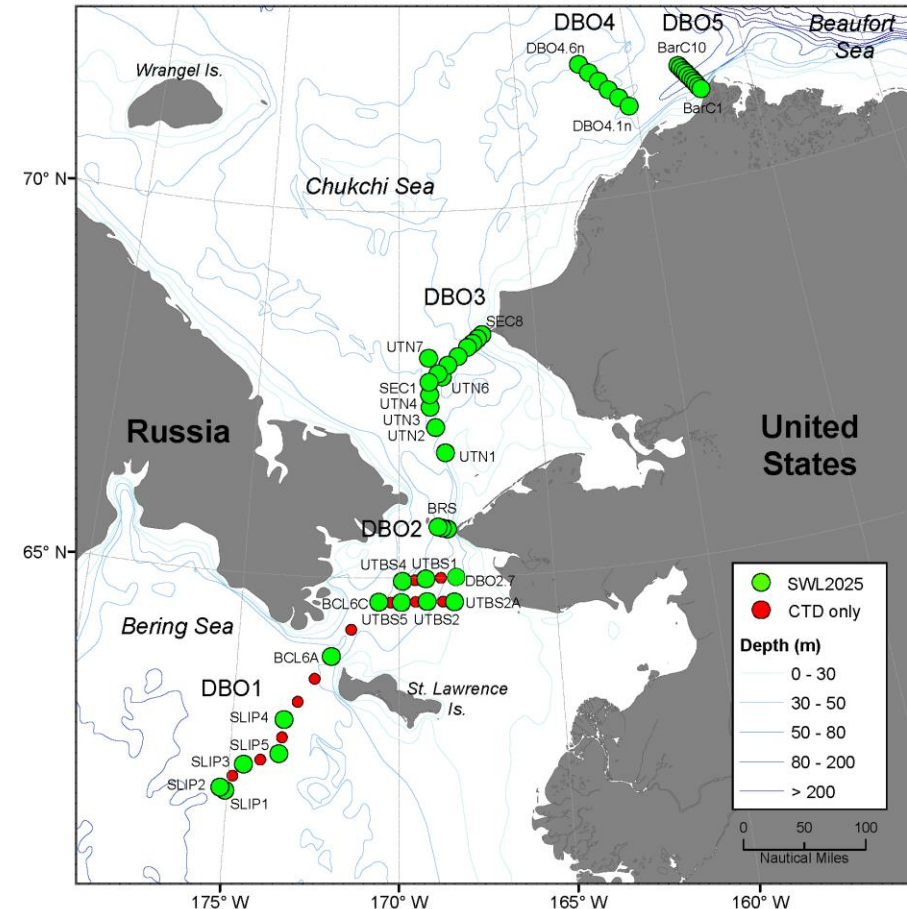 DBO4
DBO5
Beaufort
Sea
DBO4.6n
BarC10
Wrangel Is.
BarC1
DBO4.1n
70° N
Chukchi Sea
DBO3
SEC8
UTN7
SEC1
UTN6
UTN4
UTN3
UTN2
UTN1
Russia
United
States
BRS
DBO2
65° N
UTBS4
UTBS1
DBO2.7
BCL6C
UTBS2A
UTBS5
UTBS2
Bering Sea
BCL6A
DBO1
St. Lawrence
Is.
SLIP4
SLIP5
SLIP3
SLIP2
SLIP1
SWL2025
CTD only
Depth (m)
0 - 30
30 - 50
50 - 80
80 - 200
> 200
0 50 100
Nautical Miles
175° W
170° W
165° W
160° W